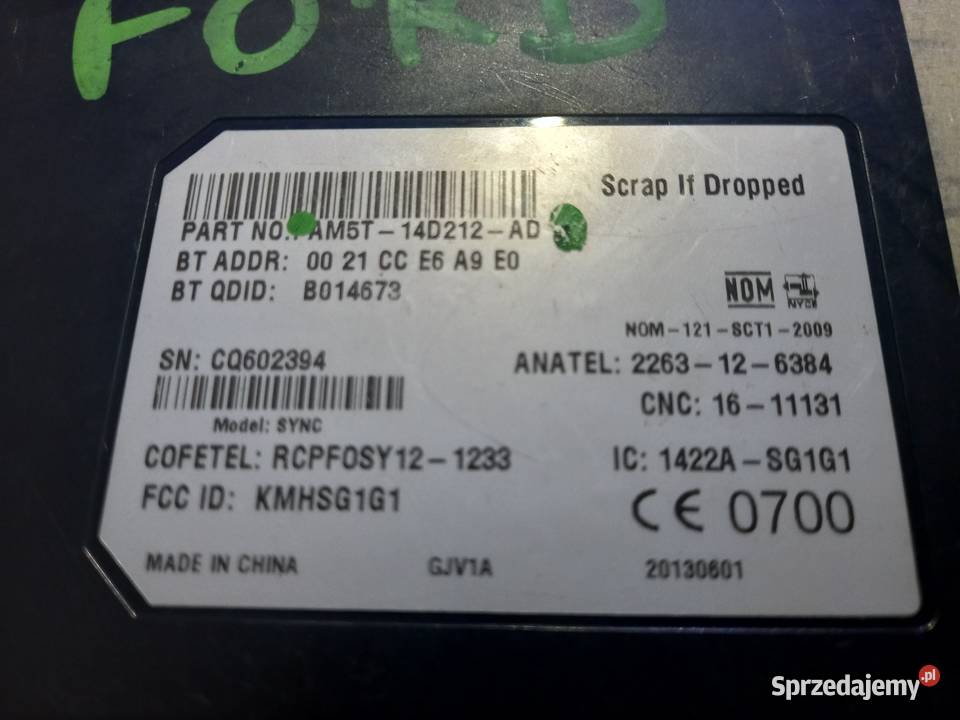 FORD
Scrap If Dropped
PART NO.: AM5T-14D212-AD
BT ADDR: 00 21 CC E6 A9 E0
BT QDID: B014673
NOM
NYCE
NOM-121-SCT1-2009
SN: CQ602394
ANATEL: 2263-12-6384
CNC: 16-11131
Model: SYNC
COFETEL: RCPFOSY12-1233
IC: 1422A-SG1G1
FCC ID: KMHSG1G1
CE 0700
MADE IN CHINA GJV1A 20130601
Sprzedajemy.pl